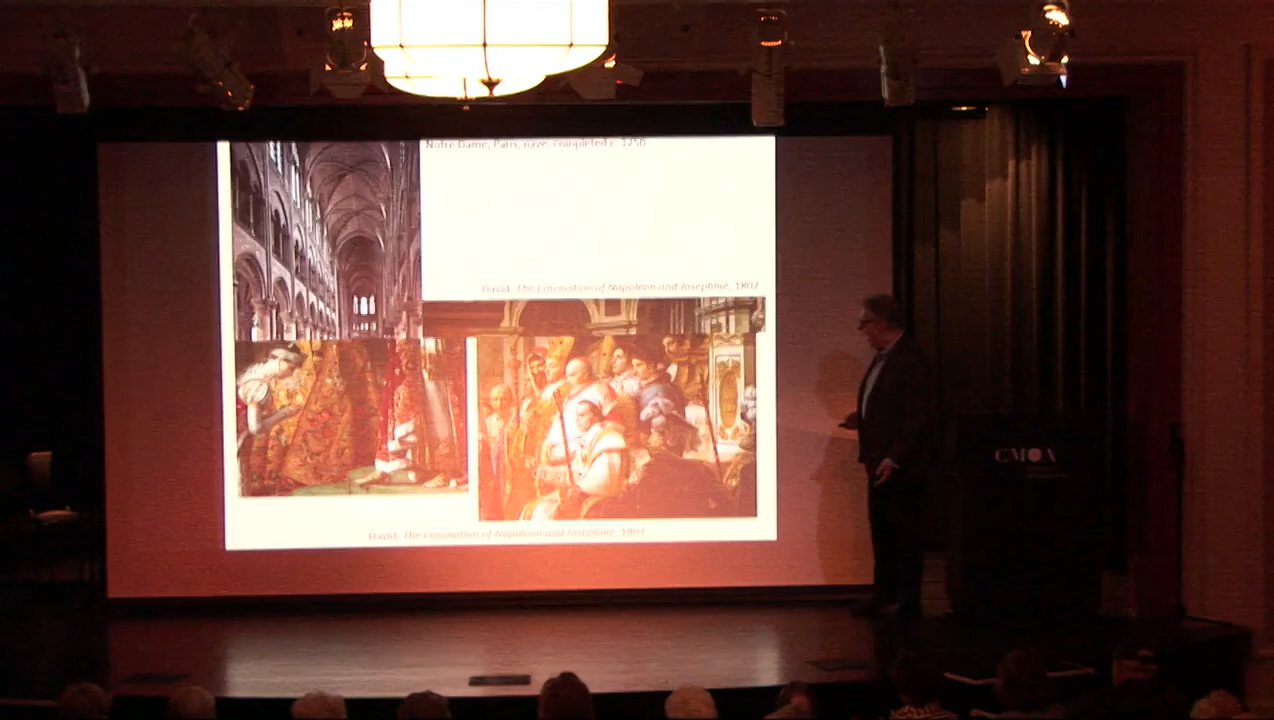 Notre Dame, Paris, nave, completed c. 1250
David, The Coronation of Napoleon and Josephine, 1807
David, The Coronation of Napoleon and Josephine, 1807
CMOA